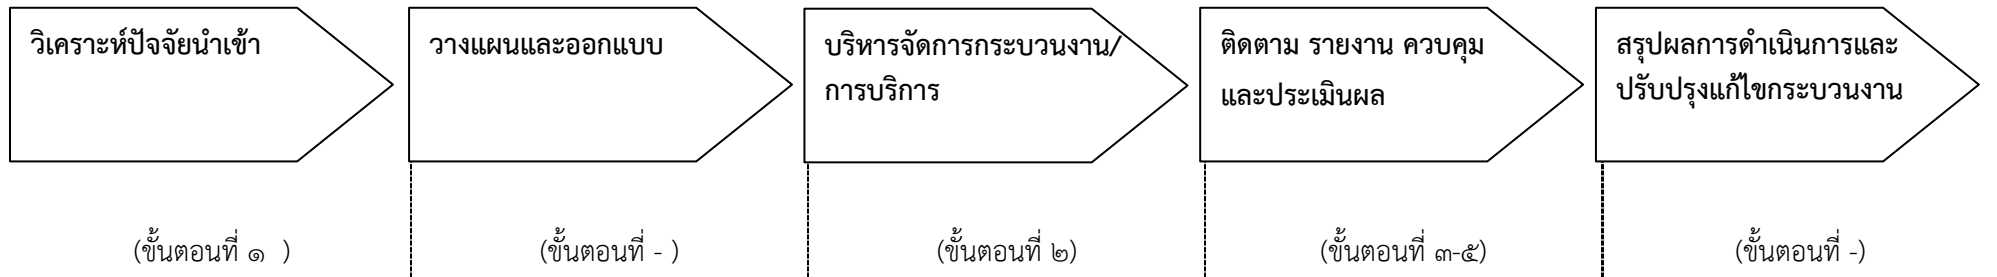 วิเคราะห์ปัจจัยนำเข้า
วางแผนและออกแบบ
บริหารจัดการกระบวนงาน/
การบริการ
ติดตาม รายงาน ควบคุม
และประเมินผล
สรุปผลการดำเนินการและ
ปรับปรุงแก้ไขกระบวนงาน
(ขั้นตอนที่ ๑ )
(ขั้นตอนที่ - )
(ขั้นตอนที่ ๒)
(ขั้นตอนที่ ๓-๕)
(ขั้นตอนที่ -)